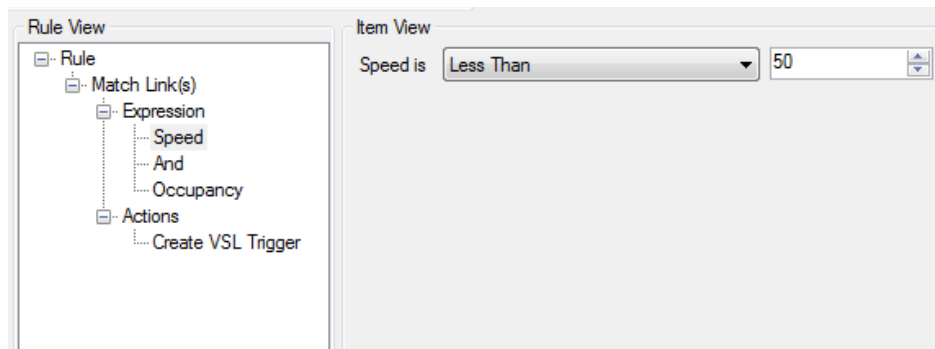 Rule View
Rule
Match Link(s)
Expression
Speed
And
Occupancy
Actions
Create VSL Trigger
Item View
Speed is Less Than 50